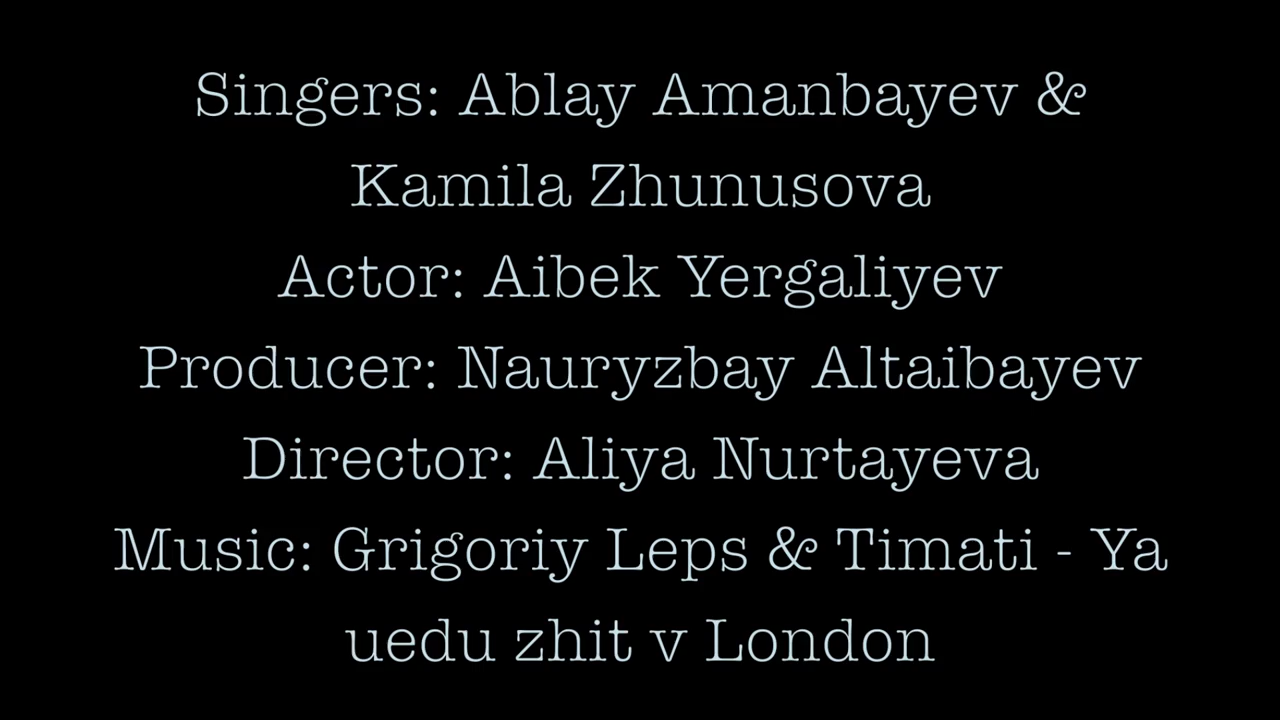 Singers: Ablay Amanbayev &
Kamila Zhunusova
Actor: Aibek Yergaliyev
Producer: Nauryzbay Altaibayev
Director: Aliya Nurtayeva
Music: Grigoriy Leps & Timati - Ya
uedu zhit v London